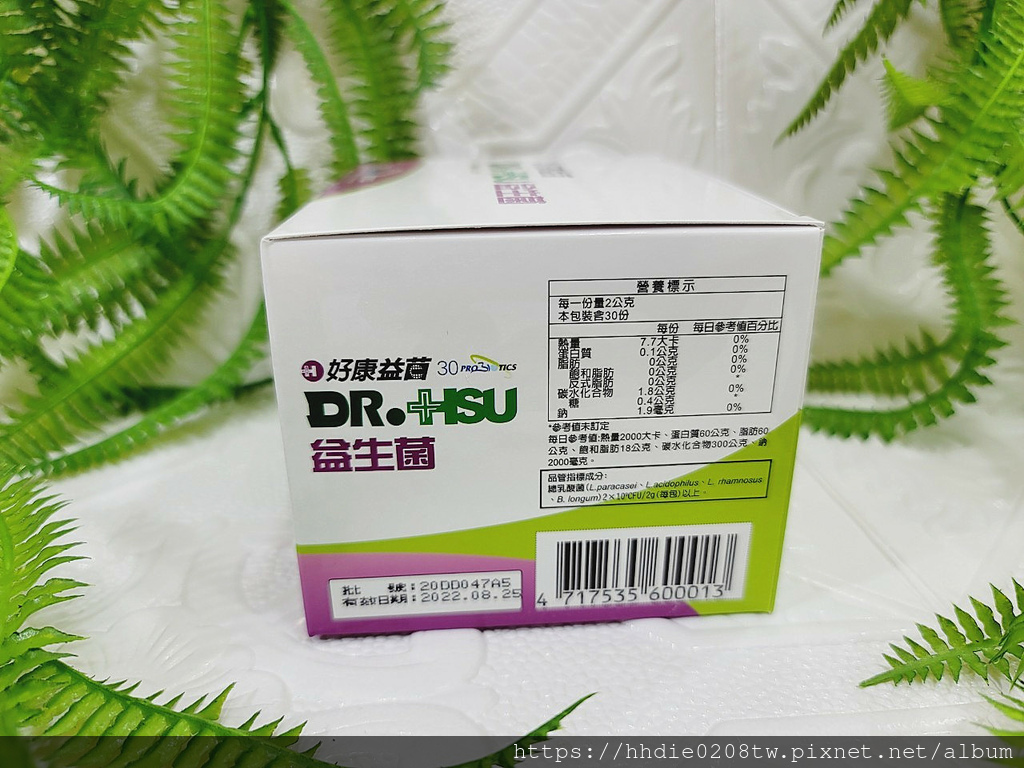 好康益菌 30 PROBIOTICS
DR.HSU
益生菌
營養標示
每一份量2公克
本包裝含30份
每份 每日參考值百分比
熱量 7.7大卡 0%
蛋白質 0.1公克 0%
脂肪 0公克 0%
飽和脂肪 0公克 0%
反式脂肪 0公克 *
碳水化合物 1.8公克 0%
糖 0.4公克 *
鈉 1.9毫克 0%
*參考值未訂定
每日參考值:熱量2000大卡、蛋白質60公克、脂肪60
公克、飽和脂肪18公克、碳水化合物300公克、鈉
2000毫克。
品管指標成分:
總乳酸菌(L.paracasei、L.acidophilus、L. rhamnosus
、B. longum) 2×10⁹CFU/2g (每包)以上。
批 號:20DD047A5
有效日期:2022.08.25
4 717535 600013
https://hhdie0208tw.pixnet.net/album